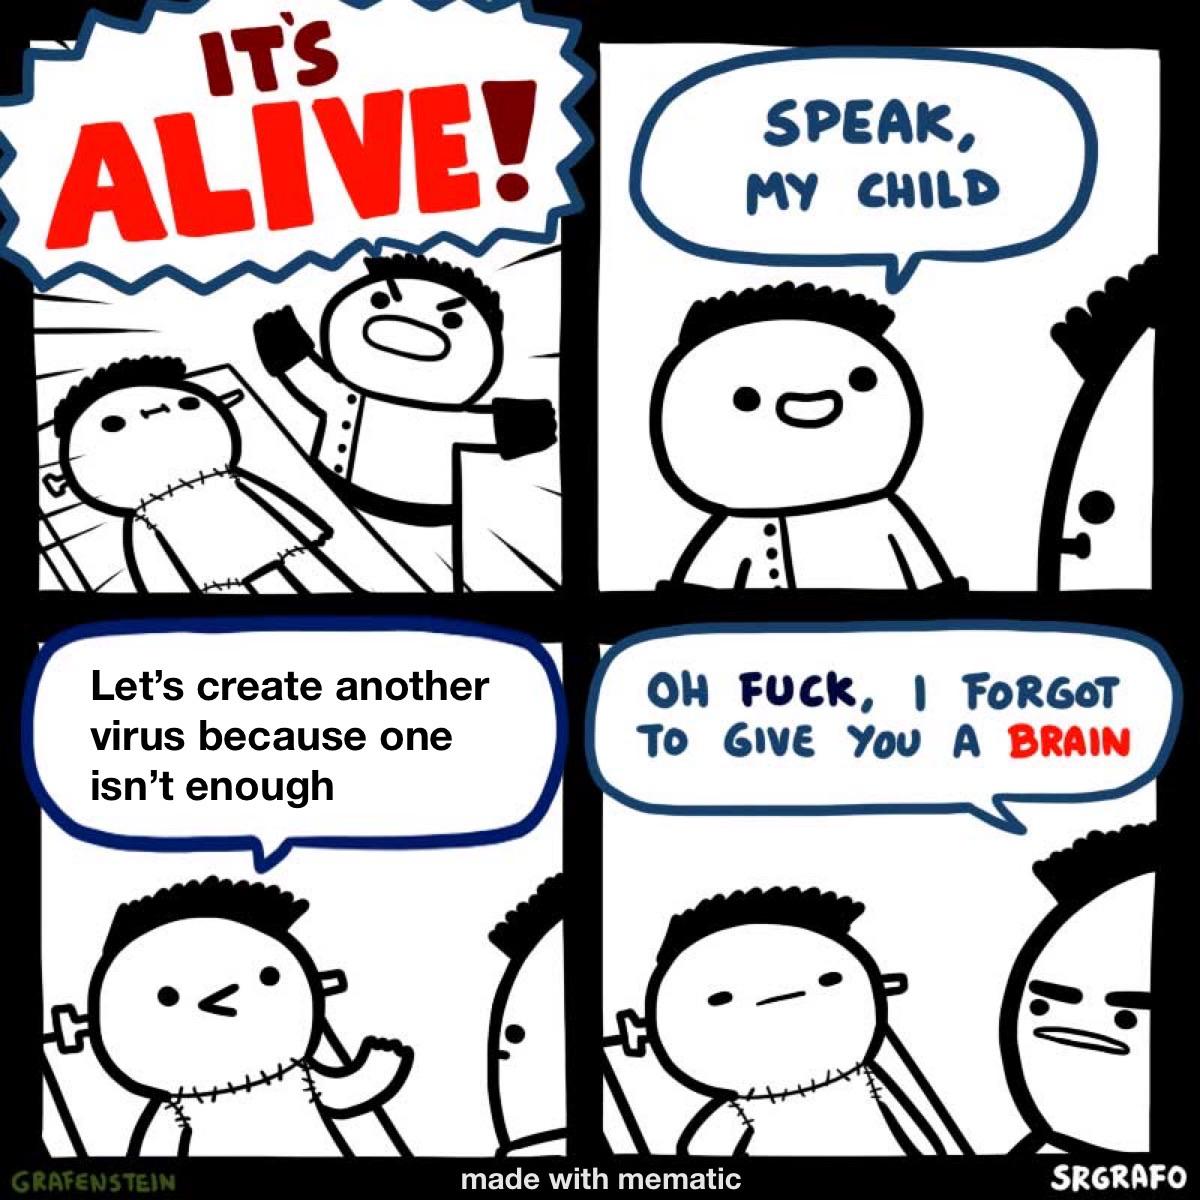 IT'S
ALIVE!
SPEAK,
MY CHILD
Let's create another
virus because one
isn't enough
OH FUCK, I FORGOT
TO GIVE YOU A BRAIN
GRAFENSTEIN
made with mematic
SRGRAFO